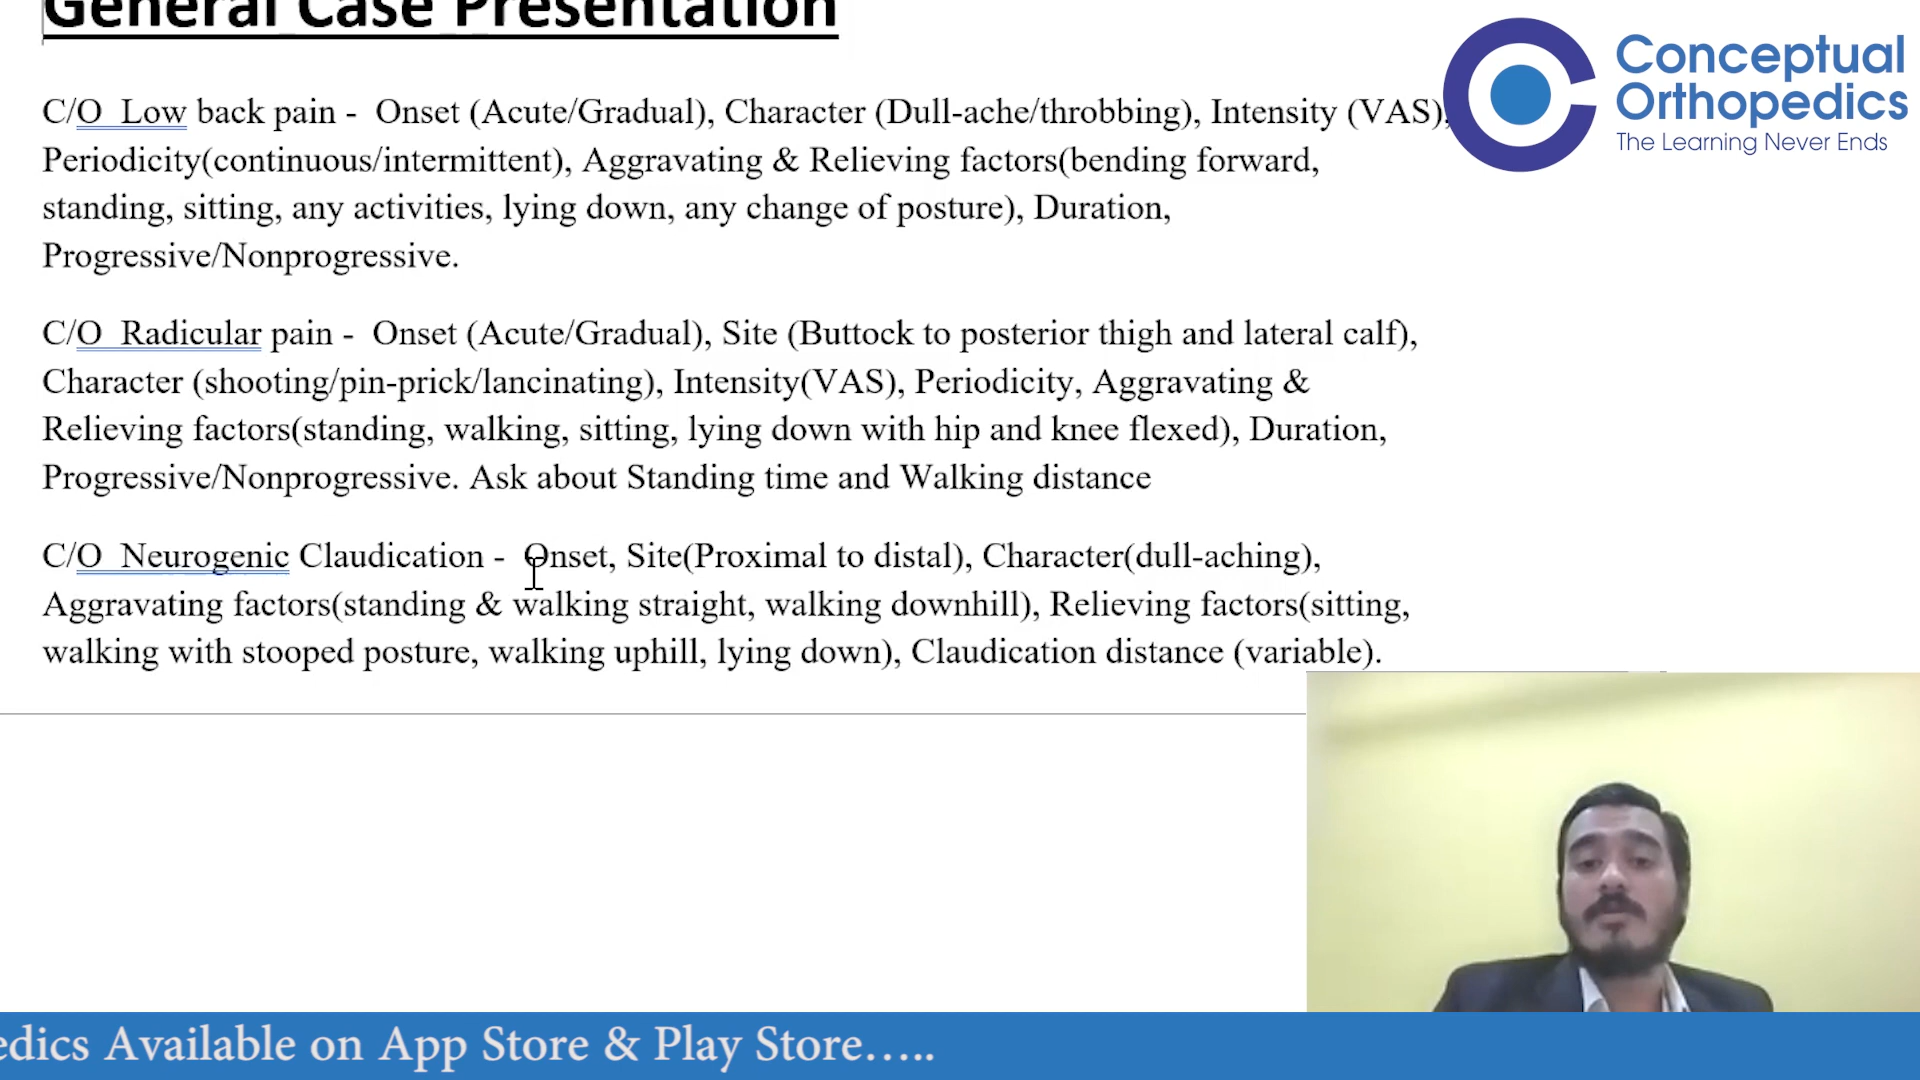 General Case Presentation
Conceptual
Orthopedics
The Learning Never Ends
C/O Low back pain - Onset (Acute/Gradual), Character (Dull-ache/throbbing), Intensity (VAS),
Periodicity(continuous/intermittent), Aggravating & Relieving factors(bending forward,
standing, sitting, any activities, lying down, any change of posture), Duration,
Progressive/Nonprogressive.
C/O Radicular pain - Onset (Acute/Gradual), Site (Buttock to posterior thigh and lateral calf),
Character (shooting/pin-prick/lancinating), Intensity(VAS), Periodicity, Aggravating &
Relieving factors(standing, walking, sitting, lying down with hip and knee flexed), Duration,
Progressive/Nonprogressive. Ask about Standing time and Walking distance
C/O Neurogenic Claudication - Onset, Site(Proximal to distal), Character(dull-aching),
Aggravating factors(standing & walking straight, walking downhill), Relieving factors(sitting,
walking with stooped posture, walking uphill, lying down), Claudication distance (variable).
edics Available on App Store & Play Store.....